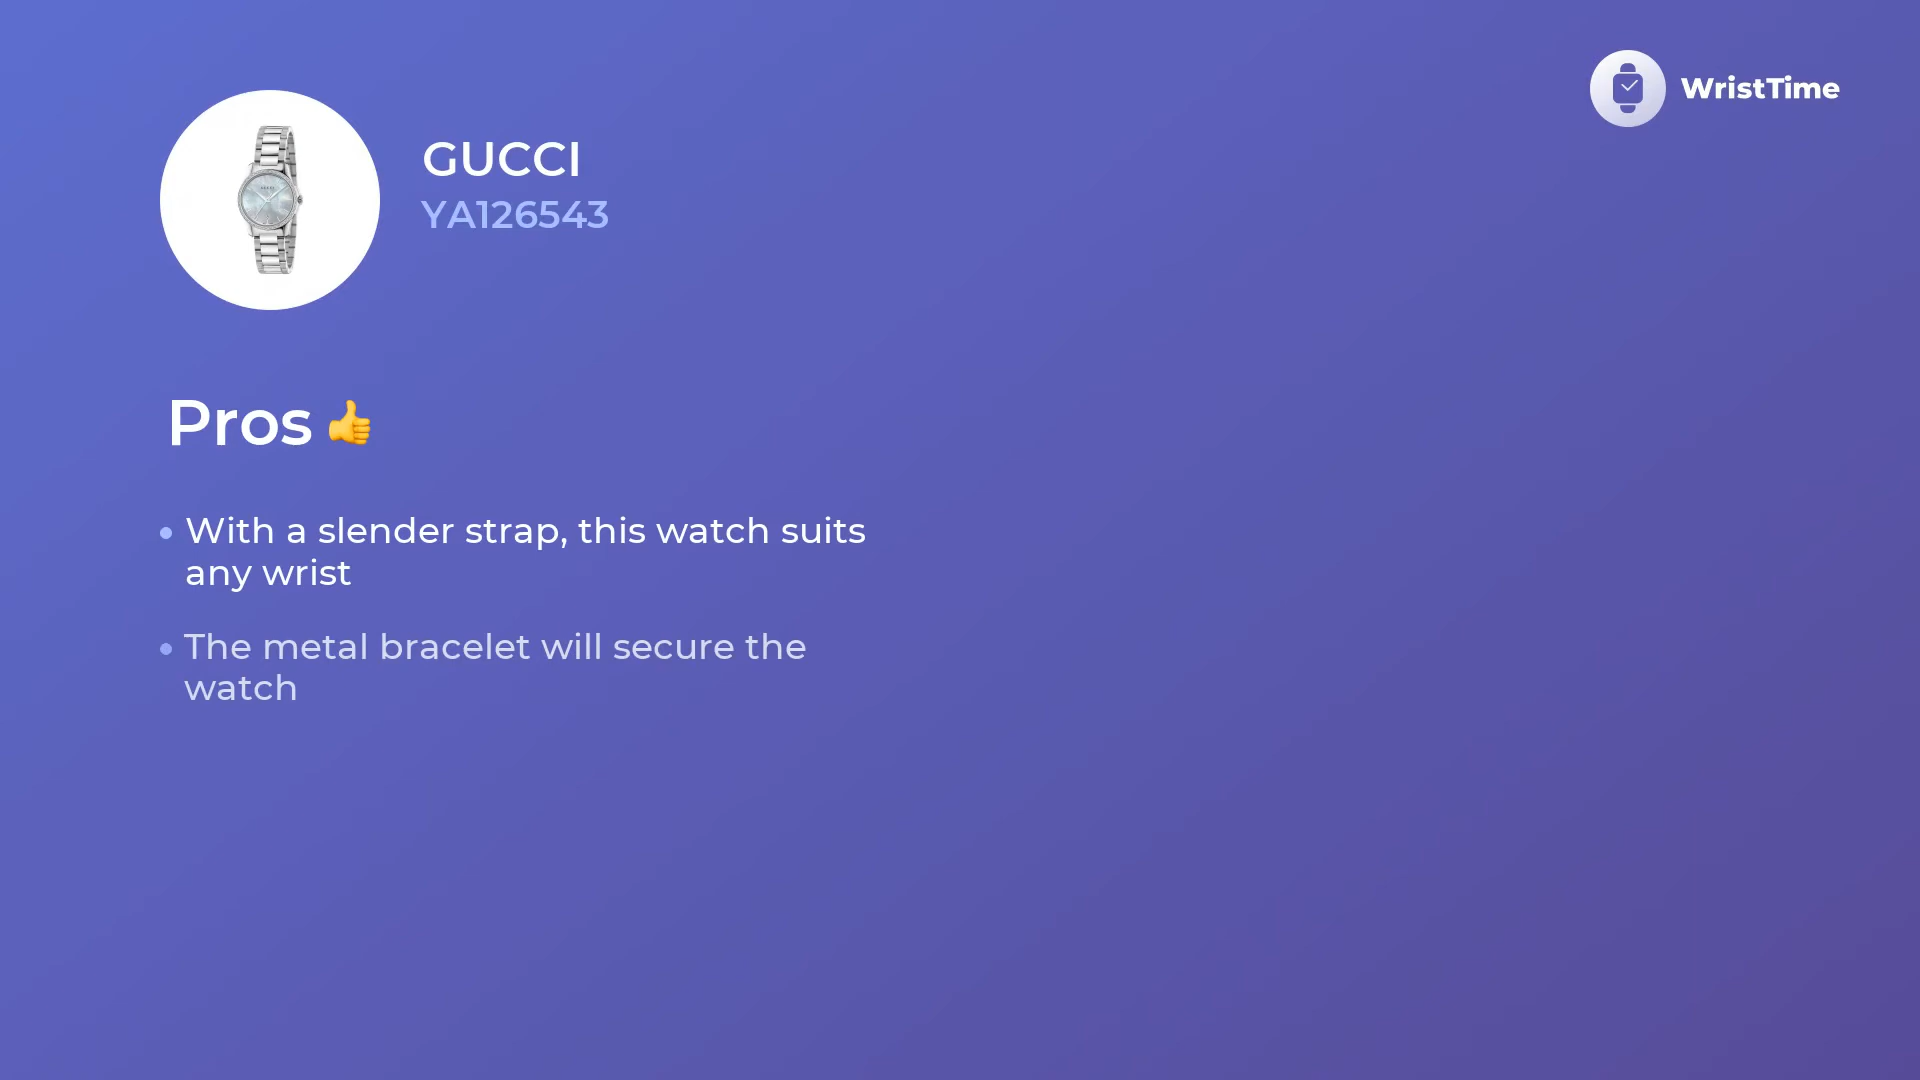 WristTime
GUCCI
YA126543
Pros 👍
• With a slender strap, this watch suits
any wrist
• The metal bracelet will secure the
watch